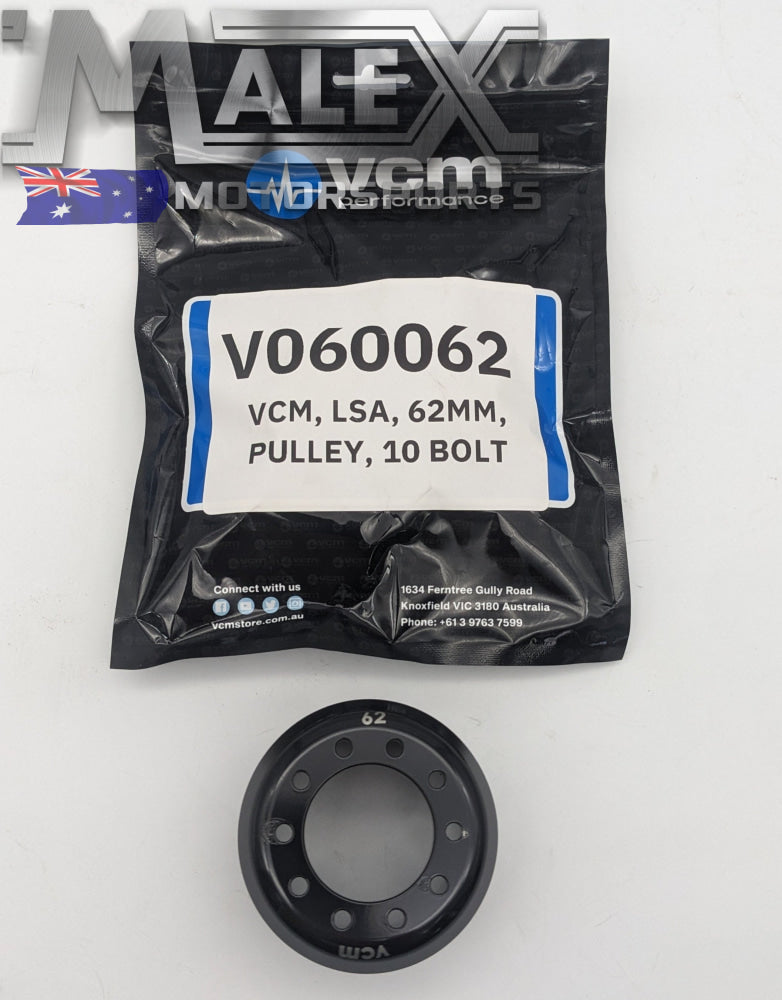 MALEX
MOTORSPORTS
vcm
performance
V060062
VCM, LSA, 62MM,
PULLEY, 10 BOLT
Connect with us
vcmstore.com.au
1634 Ferntree Gully Road
Knoxfield VIC 3180 Australia
Phone: +61 3 9763 7599
62
vcm